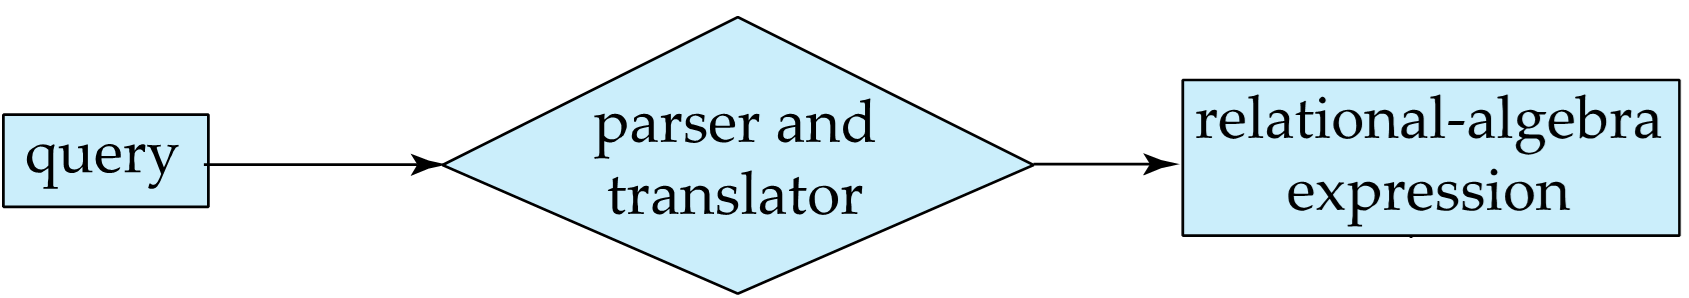 query
parser and
translator
relational-algebra
expression